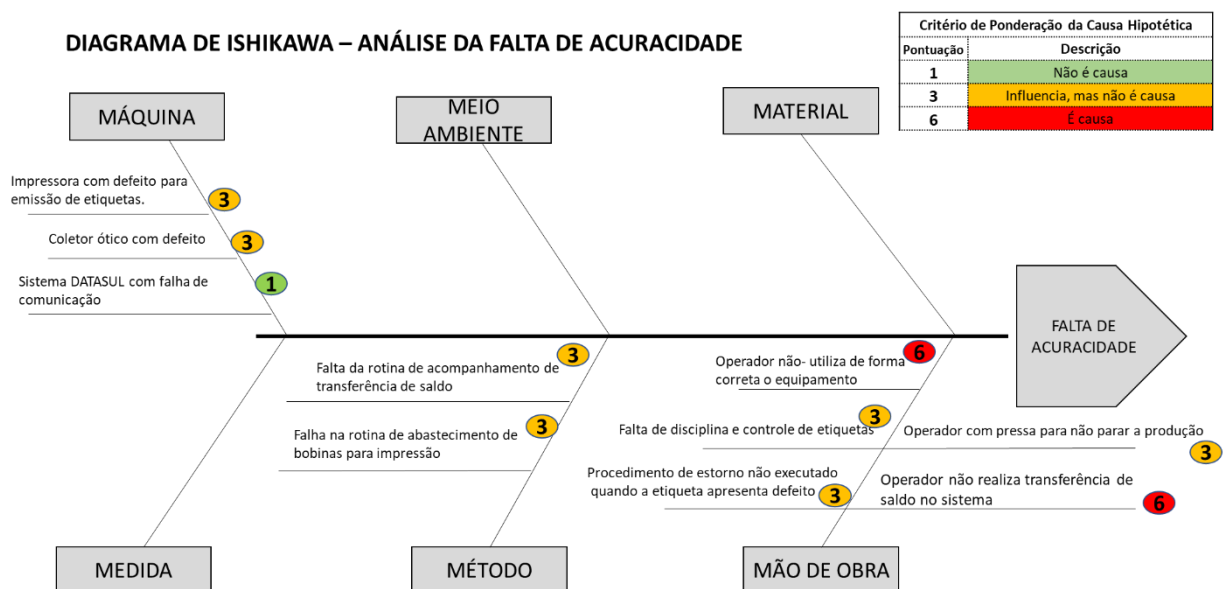 DIAGRAMA DE ISHIKAWA – ANÁLISE DA FALTA DE ACURACIDADE
Critério de Ponderação da Causa Hipotética
Pontuação Descrição
1 Não é causa
3 Influencia, mas não é causa
6 É causa
MÁQUINA
MEIO
AMBIENTE
MATERIAL
Impressora com defeito para
emissão de etiquetas.
3
Coletor ótico com defeito
3
Sistema DATASUL com falha de
comunicação
1
FALTA DE
ACURACIDADE
Falta da rotina de acompanhamento de
transferência de saldo
3
Falha na rotina de abastecimento de
bobinas para impressão
3
Operador não- utiliza de forma
correta o equipamento
6
Falta de disciplina e controle de etiquetas
3
Operador com pressa para não parar a produção
3
Procedimento de estorno não executado
quando a etiqueta apresenta defeito
3
Operador não realiza transferência de
saldo no sistema
6
MEDIDA
MÉTODO
MÃO DE OBRA